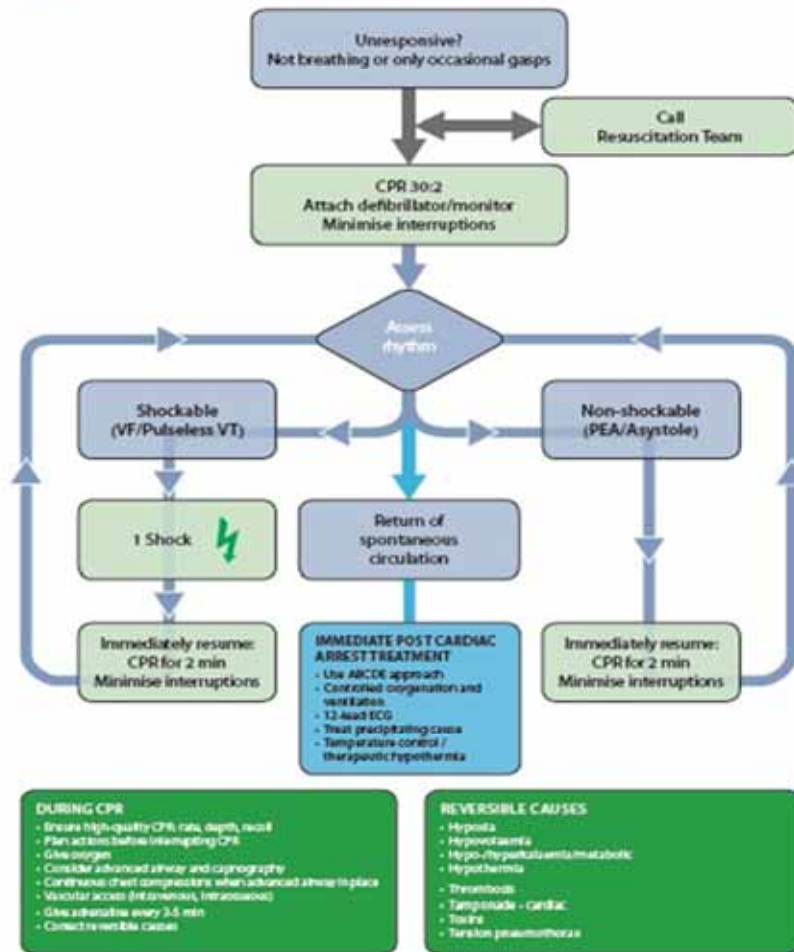 Unresponsive?
Not breathing or only occasional gasps
Call
Resuscitation Team
CPR 30:2
Attach defibrillator/monitor
Minimise interruptions
Assess
rhythm
Shockable
(VF/Pulseless VT)
Non-shockable
(PEA/Asystole)
1 Shock
Return of
spontaneous
circulation
Immediately resume:
CPR for 2 min
Minimise interruptions
IMMEDIATE POST CARDIAC
ARREST TREATMENT
- Use ABCDE approach
- Controlled oxygenation and
ventilation
- 12-lead ECG
- Treat precipitating cause
- Temperature control /
therapeutic hypothermia
Immediately resume:
CPR for 2 min
Minimise interruptions
DURING CPR
- Ensure high-quality CPR: rate, depth, recoil
- Plan actions before interrupting CPR
- Give oxygen
- Consider advanced airway and capnography
- Continuous chest compressions when advanced airway in place
- Vascular access (intravenous, intraosseous)
- Give adrenaline every 3-5 min
- Correct reversible causes
REVERSIBLE CAUSES
- Hypoxia
- Hypovolaemia
- Hypo-/hyperkalaemia/metabolic
- Hypothermia
- Thrombosis
- Tamponade - cardiac
- Toxins
- Tension pneumothorax